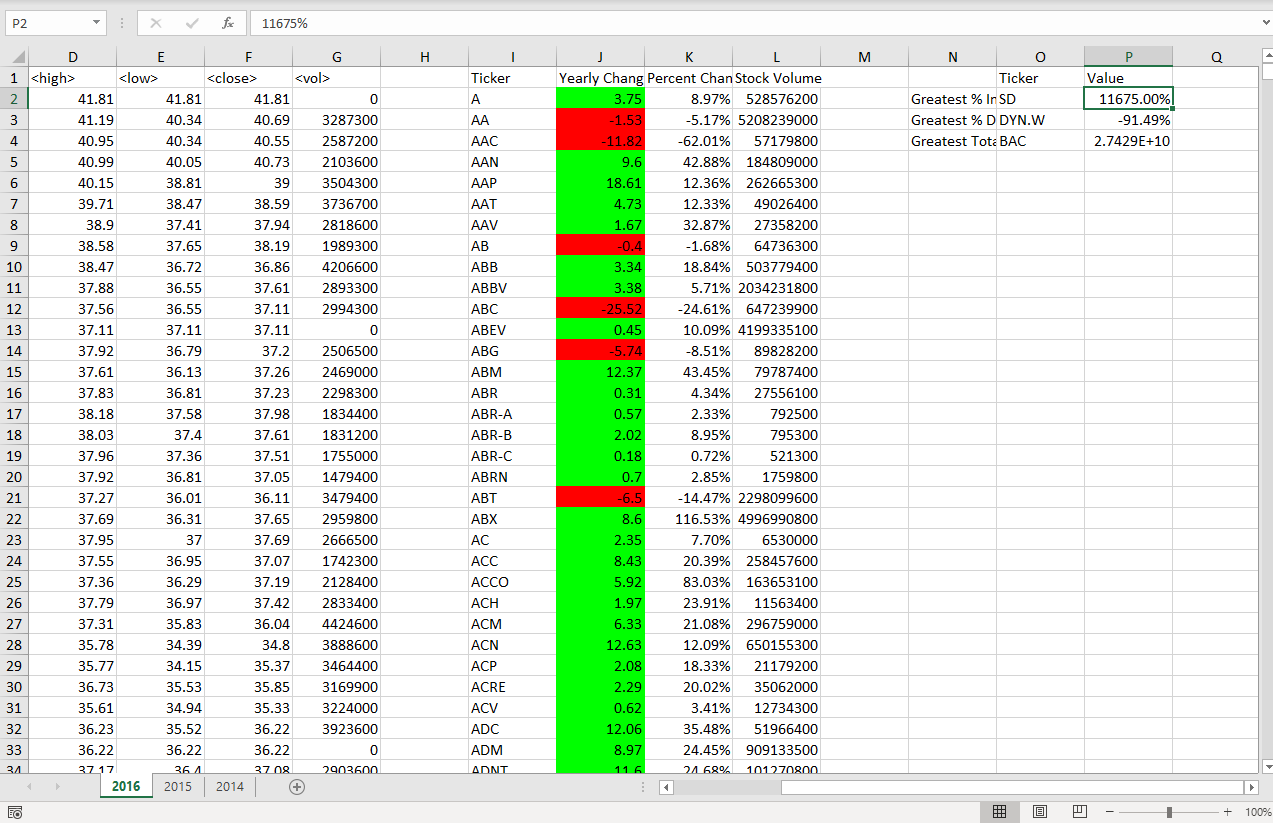 P2 fx 11675%
D E F G H I J K L M N O P Q
1 <high> <low> <close> <vol> Ticker Yearly Chang Percent Chan Stock Volume Ticker Value
2 41.81 41.81 41.81 0 A 3.75 8.97% 528576200 Greatest % In SD 11675.00%
3 41.19 40.34 40.69 3287300 AA -1.53 -5.17% 5208239000 Greatest % D DYN.W -91.49%
4 40.95 40.34 40.55 2587200 AAC -11.82 -62.01% 57179800 Greatest Tota BAC 2.7429E+10
5 40.99 40.05 40.73 2103600 AAN 9.6 42.88% 184809000
6 40.15 38.81 39 3504300 AAP 18.61 12.36% 262665300
7 39.71 38.47 38.59 3736700 AAT 4.73 12.33% 49026400
8 38.9 37.41 37.94 2818600 AAV 1.67 32.87% 27358200
9 38.58 37.65 38.19 1989300 AB -0.4 -1.68% 64736300
10 38.47 36.72 36.86 4206600 ABB 3.34 18.84% 503779400
11 37.88 36.55 37.61 2893300 ABBV 3.38 5.71% 2034231800
12 37.56 36.55 37.11 2994300 ABC -25.52 -24.61% 647239900
13 37.11 37.11 37.11 0 ABEV 0.45 10.09% 4199335100
14 37.92 36.79 37.2 2506500 ABG -5.74 -8.51% 89828200
15 37.61 36.13 37.26 2469000 ABM 12.37 43.45% 79787400
16 37.83 36.81 37.23 2298300 ABR 0.31 4.34% 27556100
17 38.18 37.58 37.98 1834400 ABR-A 0.57 2.33% 792500
18 38.03 37.4 37.61 1831200 ABR-B 2.02 8.95% 795300
19 37.96 37.36 37.51 1755000 ABR-C 0.18 0.72% 521300
20 37.92 36.81 37.05 1479400 ABRN 0.7 2.85% 1759800
21 37.27 36.01 36.11 3479400 ABT -6.5 -14.47% 2298099600
22 37.69 36.31 37.65 2959800 ABX 8.6 116.53% 4996990800
23 37.95 37 37.69 2666500 AC 2.35 7.70% 6530000
24 37.55 36.95 37.07 1742300 ACC 8.43 20.39% 258457600
25 37.36 36.29 37.19 2128400 ACCO 5.92 83.03% 163653100
26 37.79 36.97 37.42 2833400 ACH 1.97 23.91% 11563400
27 37.31 35.83 36.04 4424600 ACM 6.33 21.08% 296759000
28 35.78 34.39 34.8 3888600 ACN 12.63 12.09% 650155300
29 35.77 34.15 35.37 3464400 ACP 2.08 18.33% 21179200
30 36.73 35.53 35.85 3169900 ACRE 2.29 20.02% 35062000
31 35.61 34.94 35.33 3224000 ACV 0.62 3.41% 12734300
32 36.23 35.52 36.22 3923600 ADC 12.06 35.48% 51966400
33 36.22 36.22 36.22 0 ADM 8.97 24.45% 909133500
34 37.17 36.4 37.08 2903600 ADNT 11.6 24.68% 101270800
2016 2015 2014
100%